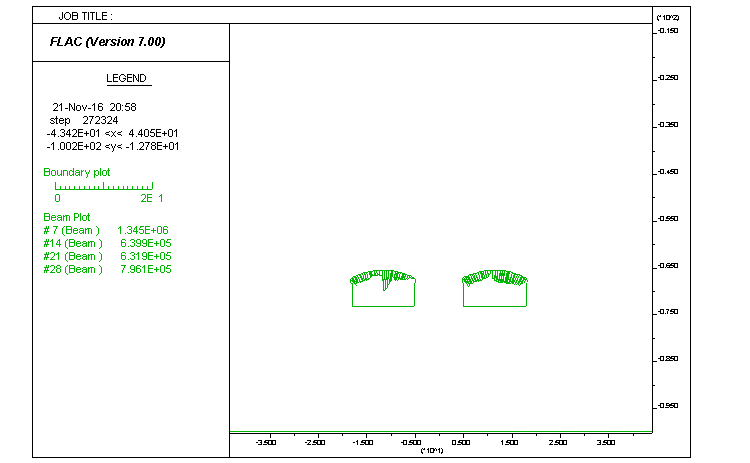 JOB TITLE :
FLAC (Version 7.00)
LEGEND
21-Nov-16 20:58
step 272324
-4.342E+01 <x< 4.405E+01
-1.002E+02 <y< -1.278E+01
Boundary plot
0 2E 1
Beam Plot
# 7 (Beam ) 1.345E+06
#14 (Beam ) 6.399E+05
#21 (Beam ) 6.319E+05
#28 (Beam ) 7.961E+05
(*10^2)
-0.150
-0.250
-0.350
-0.450
-0.550
-0.650
-0.750
-0.850
-0.950
-3.500 -2.500 -1.500 -0.500 0.500 1.500 2.500 3.500
(*10^1)